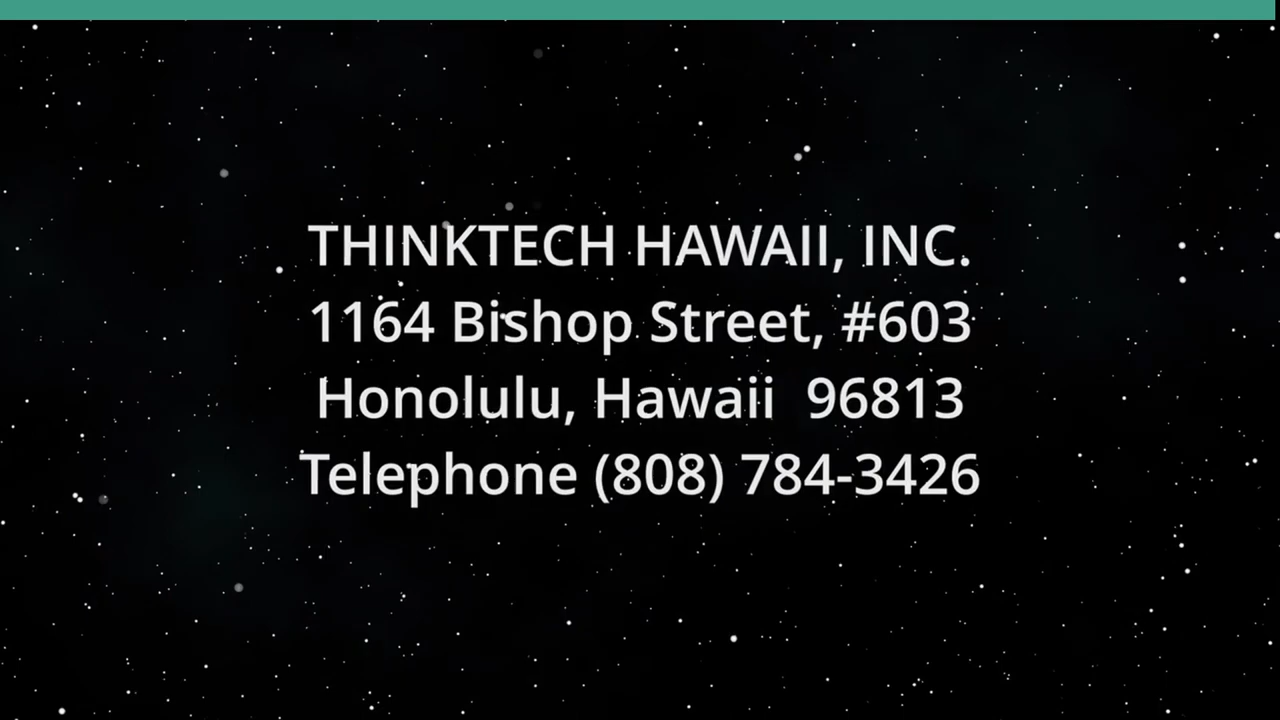 THINKTECH HAWAII, INC.
1164 Bishop Street, #603
Honolulu, Hawaii  96813
Telephone (808) 784-3426